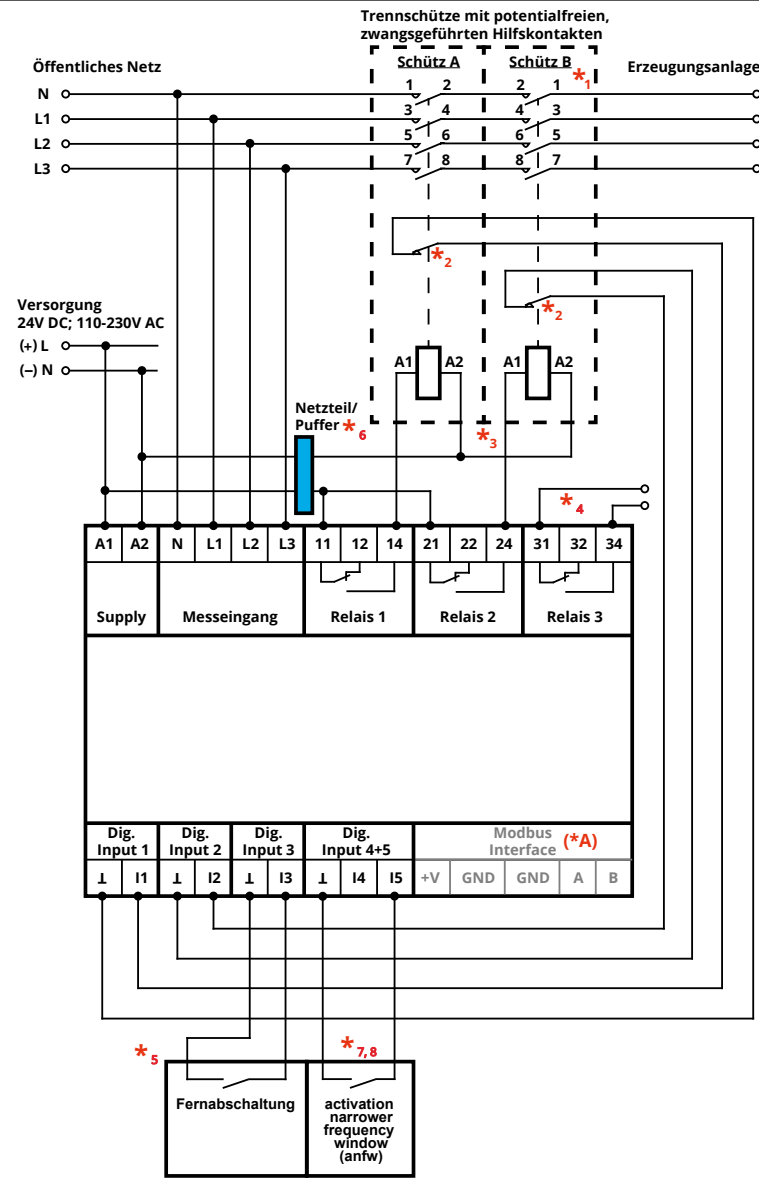 Trennschütze mit potentialfreien,
zwangsgeführten Hilfskontakten
Öffentliches Netz
Schütz A
Schütz B
*1
Erzeugungsanlage
N
1 2
2 1
L1
3 4
4 3
L2
5 6
6 5
L3
7 8
8 7
*2
*2
Versorgung
24V DC; 110-230V AC
(+) L
(–) N
A1 A2
A1 A2
Netzteil/
Puffer *6
*3
*4
A1 A2 N L1 L2 L3 11 12 14 21 22 24 31 32 34
Supply Messeingang Relais 1 Relais 2 Relais 3
Dig.
Input 1
Dig.
Input 2
Dig.
Input 3
Dig.
Input 4+5
Modbus
Interface (*A)
⊥ I1 ⊥ I2 ⊥ I3 ⊥ I4 I5 +V GND GND A B
*5
*7, 8
Fernabschaltung
activation
narrower
frequency
window
(anfw)